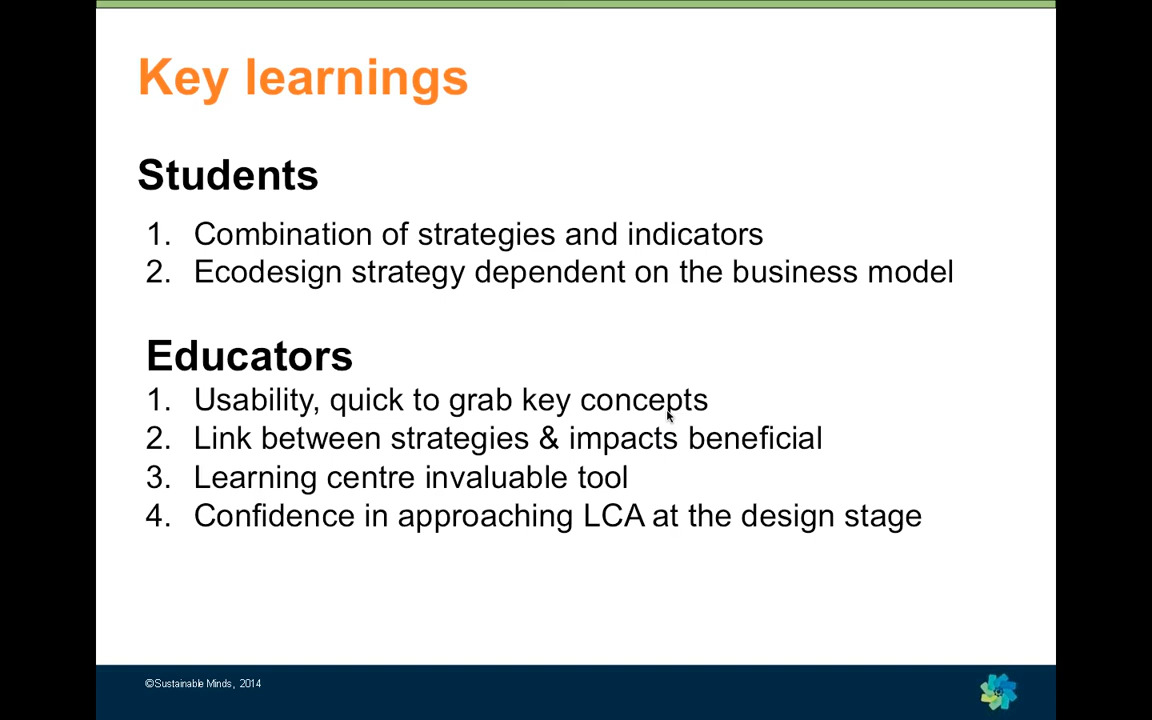 Key learnings
Students
1. Combination of strategies and indicators
2. Ecodesign strategy dependent on the business model
Educators
1. Usability, quick to grab key concepts
2. Link between strategies & impacts beneficial
3. Learning centre invaluable tool
4. Confidence in approaching LCA at the design stage
©Sustainable Minds, 2014